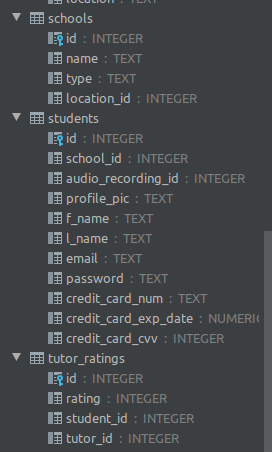 location : TEXT
schools
id : INTEGER
name : TEXT
type : TEXT
location_id : INTEGER
students
id : INTEGER
school_id : INTEGER
audio_recording_id : INTEGER
profile_pic : TEXT
f_name : TEXT
l_name : TEXT
email : TEXT
password : TEXT
credit_card_num : TEXT
credit_card_exp_date : NUMERIC
credit_card_cvv : INTEGER
tutor_ratings
id : INTEGER
rating : INTEGER
student_id : INTEGER
tutor_id : INTEGER